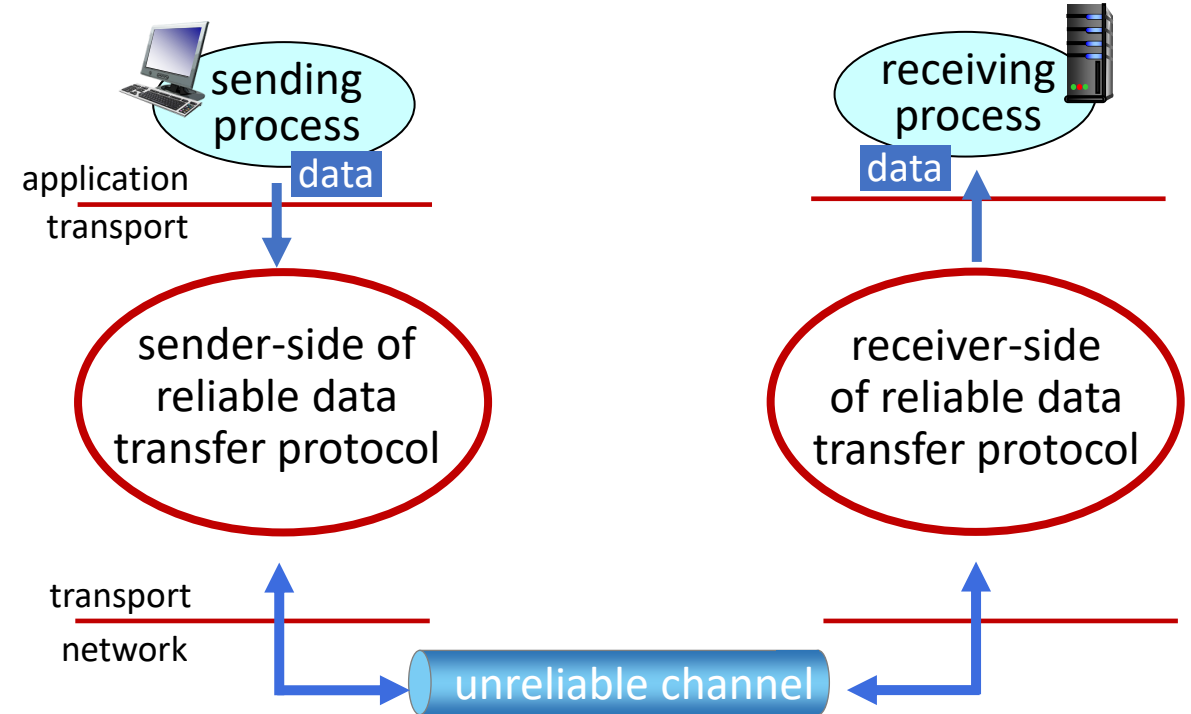 sending
process
data
application
transport
sender-side of
reliable data
transfer protocol
transport
network
unreliable channel
receiving
process
data
receiver-side
of reliable data
transfer protocol